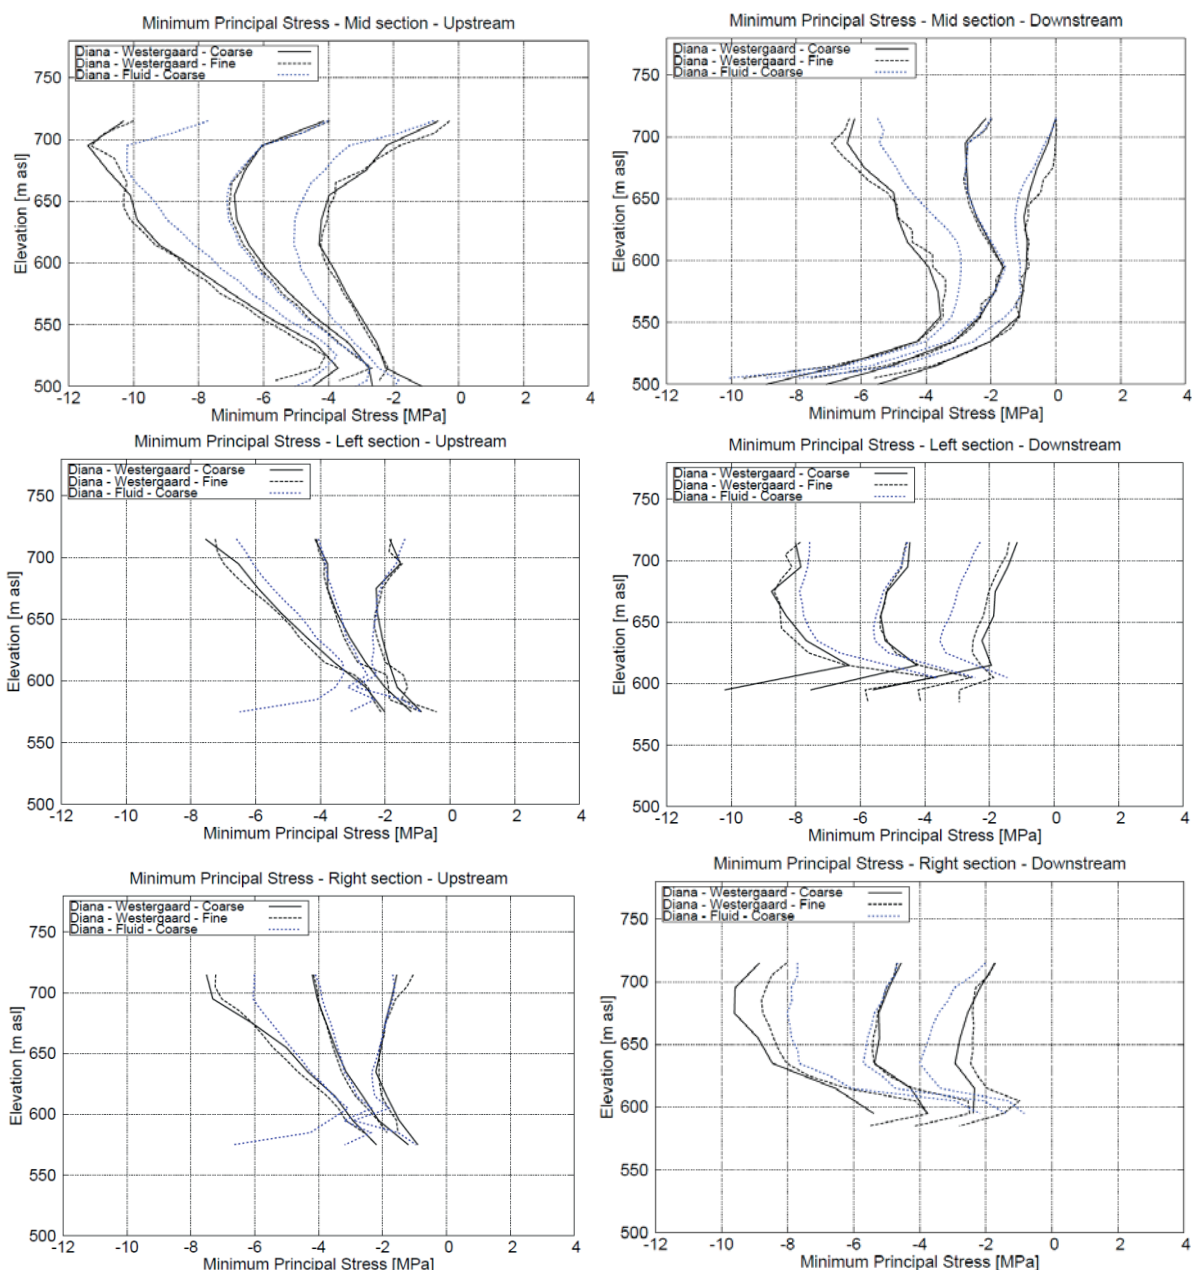 Minimum Principal Stress - Mid section - Upstream
Diana - Westergaard - Coarse
Diana - Westergaard - Fine
Diana - Fluid - Coarse
Elevation [m asl]
750
700
650
600
550
500
-12 -10 -8 -6 -4 -2 0 2 4
Minimum Principal Stress [MPa]
Minimum Principal Stress - Mid section - Downstream
Diana - Westergaard - Coarse
Diana - Westergaard - Fine
Diana - Fluid - Coarse
Elevation [m asl]
750
700
650
600
550
500
-12 -10 -8 -6 -4 -2 0 2 4
Minimum Principal Stress [MPa]
Minimum Principal Stress - Left section - Upstream
Diana - Westergaard - Coarse
Diana - Westergaard - Fine
Diana - Fluid - Coarse
Elevation [m asl]
750
700
650
600
550
500
-12 -10 -8 -6 -4 -2 0 2 4
Minimum Principal Stress [MPa]
Minimum Principal Stress - Left section - Downstream
Diana - Westergaard - Coarse
Diana - Westergaard - Fine
Diana - Fluid - Coarse
Elevation [m asl]
750
700
650
600
550
500
-12 -10 -8 -6 -4 -2 0 2 4
Minimum Principal Stress [MPa]
Minimum Principal Stress - Right section - Upstream
Diana - Westergaard - Coarse
Diana - Westergaard - Fine
Diana - Fluid - Coarse
Elevation [m asl]
750
700
650
600
550
500
-12 -10 -8 -6 -4 -2 0 2 4
Minimum Principal Stress [MPa]
Minimum Principal Stress - Right section - Downstream
Diana - Westergaard - Coarse
Diana - Westergaard - Fine
Diana - Fluid - Coarse
Elevation [m asl]
750
700
650
600
550
500
-12 -10 -8 -6 -4 -2 0 2 4
Minimum Principal Stress [MPa]